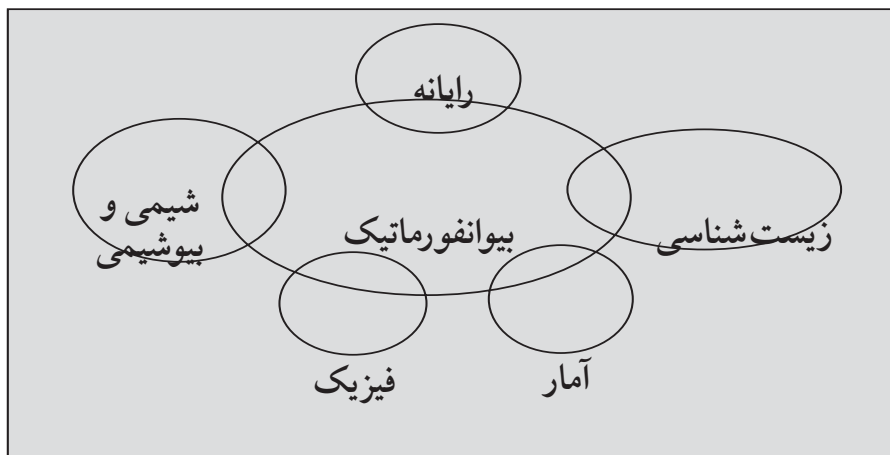 رایانه
شیمی و
بیوشیمی
بیوانفورماتیک
زیست‌شناسی
فیزیک
آمار